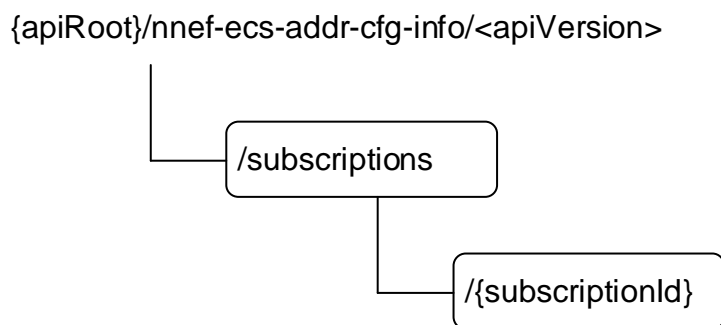 {apiRoot}/nnef-ecs-addr-cfg-info/<apiVersion>
/subscriptions
/{subscriptionId}